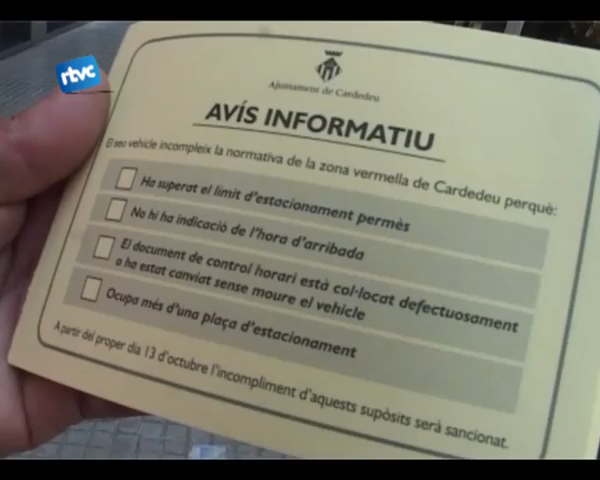 rtvc
Ajuntament de Cardedeu
AVÍS INFORMATIU
El seu vehicle incompleix la normativa de la zona vermella de Cardedeu perquè:
Ha superat el límit d'estacionament permès
No hi ha indicació de l'hora d'arribada
El document de control horari està col·locat defectuosament
o ha estat canviat sense moure el vehicle
Ocupa més d'una plaça d'estacionament
A partir del proper dia 13 d'octubre l'incompliment d'aquests supòsits serà sancionat.